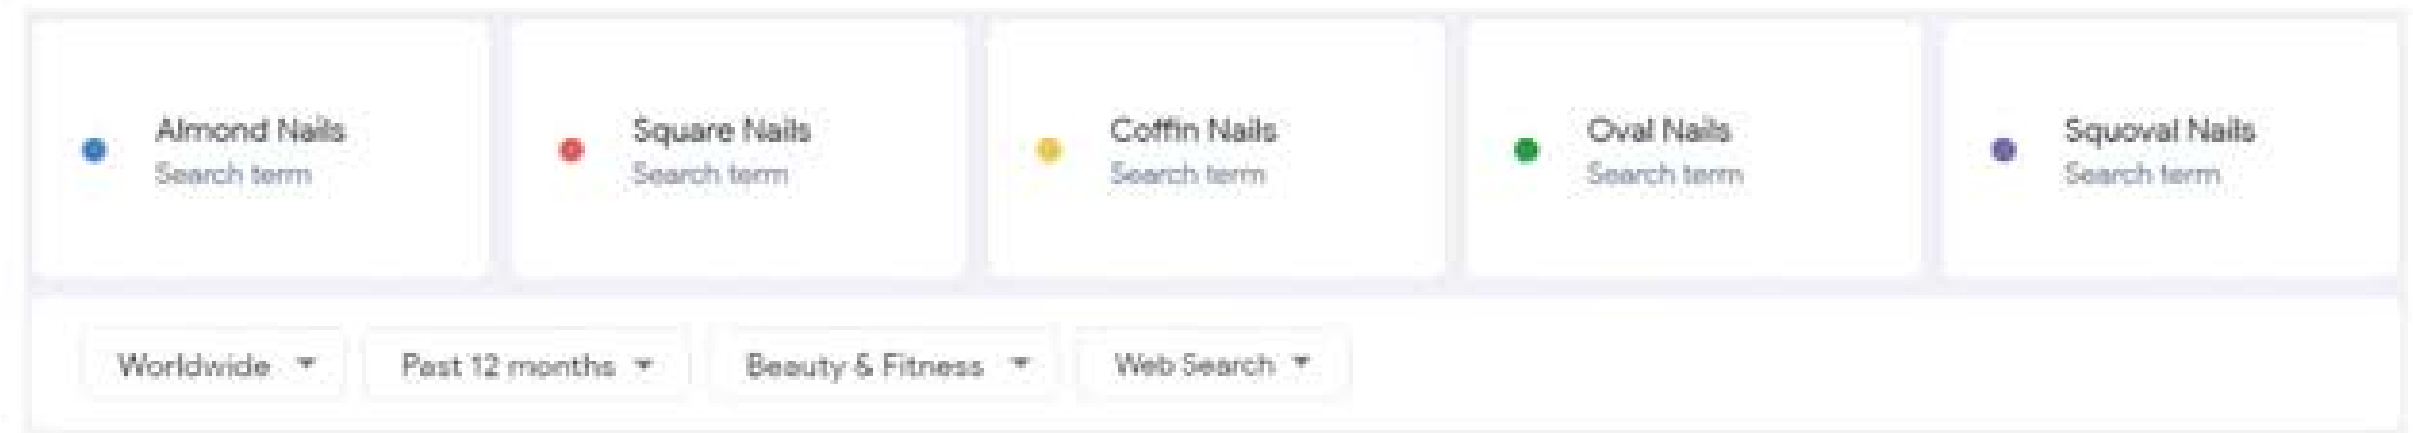 Almond Nails
Search term
Square Nails
Search term
Coffin Nails
Search term
Oval Nails
Search term
Squoval Nails
Search term
Worldwide
Past 12 months
Beauty & Fitness
Web Search